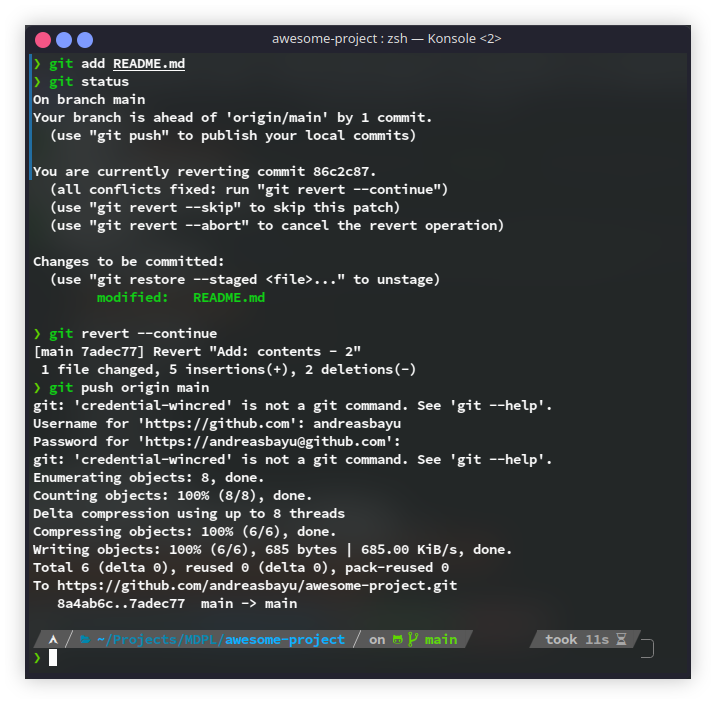 awesome-project : zsh — Konsole <2>
❯ git add README.md
❯ git status
On branch main
Your branch is ahead of 'origin/main' by 1 commit.
  (use "git push" to publish your local commits)

You are currently reverting commit 86c2c87.
  (all conflicts fixed: run "git revert --continue")
  (use "git revert --skip" to skip this patch)
  (use "git revert --abort" to cancel the revert operation)

Changes to be committed:
  (use "git restore --staged <file>..." to unstage)
        modified:   README.md

❯ git revert --continue
[main 7adec77] Revert "Add: contents - 2"
 1 file changed, 5 insertions(+), 2 deletions(-)
❯ git push origin main
git: 'credential-wincred' is not a git command. See 'git --help'.
Username for 'https://github.com': andreasbayu
Password for 'https://andreasbayu@github.com':
git: 'credential-wincred' is not a git command. See 'git --help'.
Enumerating objects: 8, done.
Counting objects: 100% (8/8), done.
Delta compression using up to 8 threads
Compressing objects: 100% (6/6), done.
Writing objects: 100% (6/6), 685 bytes | 685.00 KiB/s, done.
Total 6 (delta 0), reused 0 (delta 0), pack-reused 0
To https://github.com/andreasbayu/awesome-project.git
   8a4ab6c..7adec77  main -> main

~/Projects/MDPL/awesome-project on main took 11s
❯